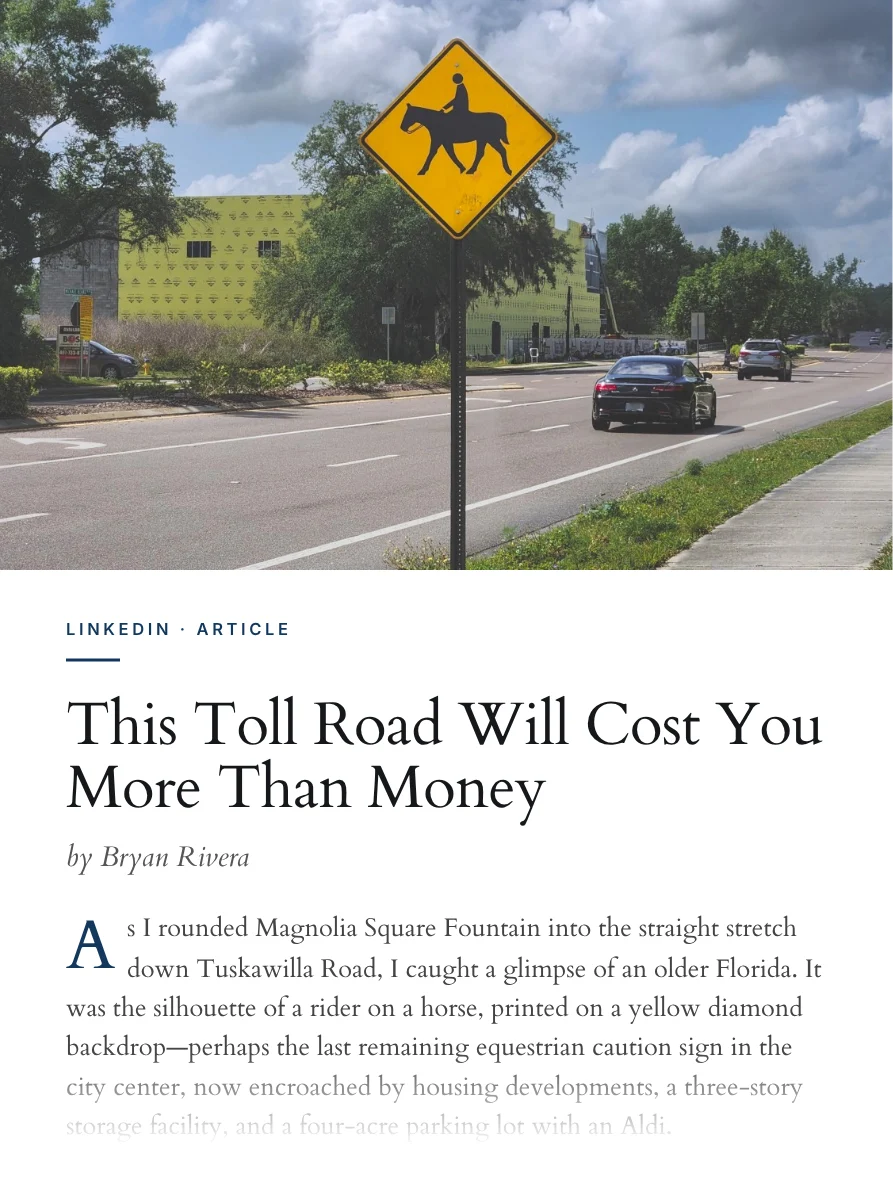 LINKEDIN · ARTICLE
This Toll Road Will Cost You
More Than Money
by Bryan Rivera
As I rounded Magnolia Square Fountain into the straight stretch
down Tuskawilla Road, I caught a glimpse of an older Florida. It
was the silhouette of a rider on a horse, printed on a yellow diamond
backdrop—perhaps the last remaining equestrian caution sign in the
city center, now encroached by housing developments, a three-story
storage facility, and a four-acre parking lot with an Aldi.